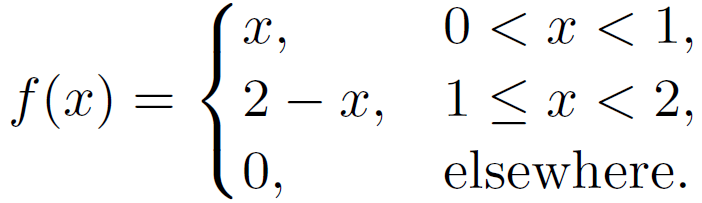 f(x) = { x, 0 < x < 1,
2 − x, 1 ≤ x < 2,
0, elsewhere.